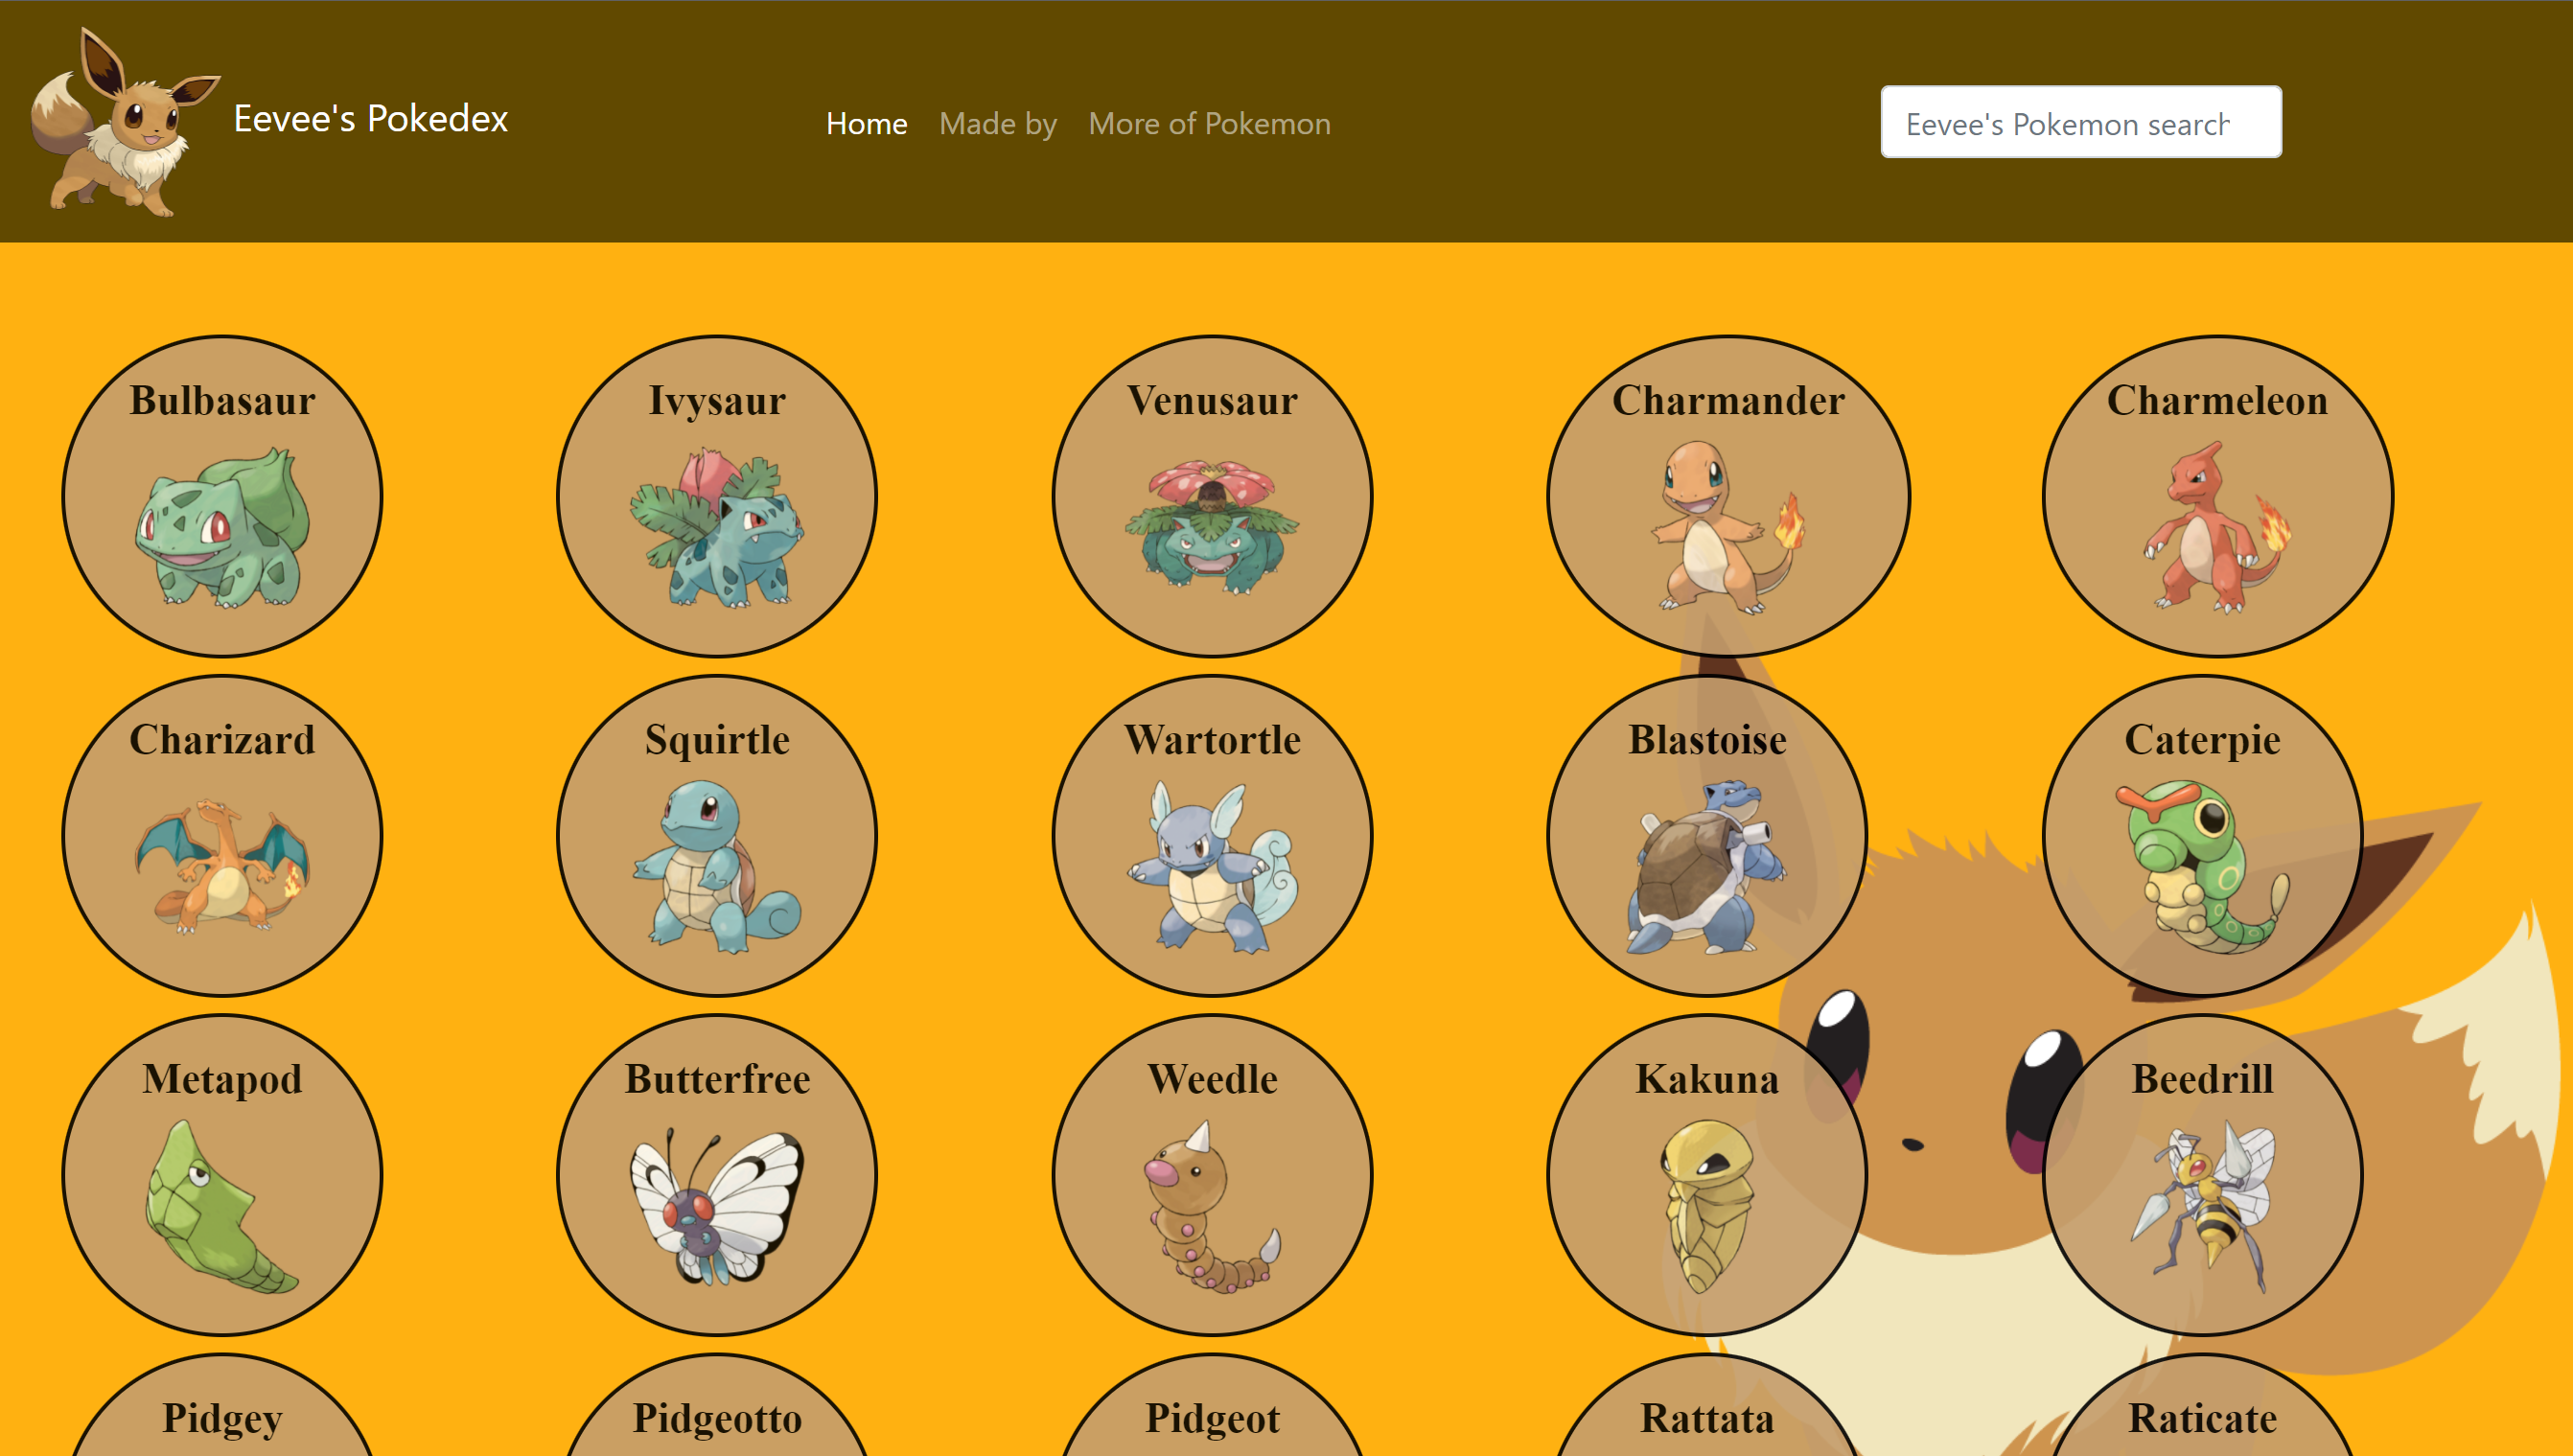 Eevee's Pokedex
Home Made by More of Pokemon
Eevee's Pokemon search
Bulbasaur Ivysaur Venusaur Charmander Charmeleon
Charizard Squirtle Wartortle Blastoise Caterpie
Metapod Butterfree Weedle Kakuna Beedrill
Pidgey Pidgeotto Pidgeot Rattata Raticate